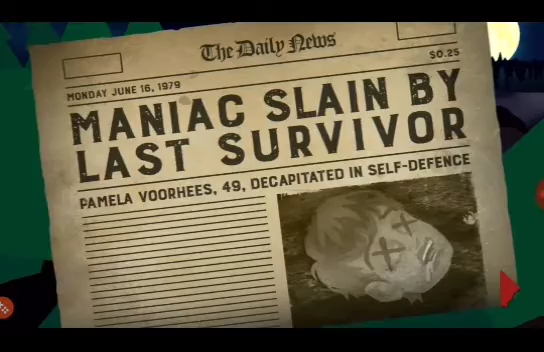 The Daily News
$0.25
MONDAY JUNE 16, 1979
MANIAC SLAIN BY
LAST SURVIVOR
PAMELA VOORHEES, 49, DECAPITATED IN SELF-DEFENCE